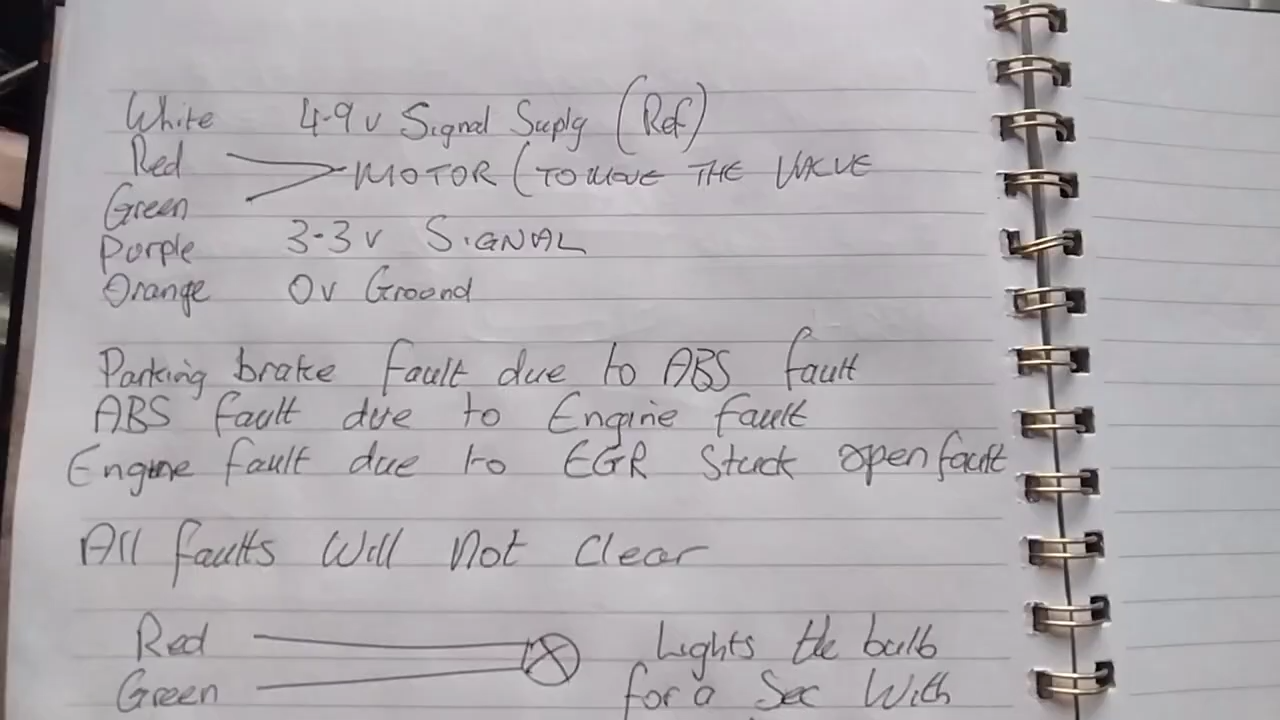 White 4.9v Signal Suply (Ref)
Red
MOTOR (TO MOVE THE VALVE
Green
Purple 3.3v SIGNAL
Orange 0v Ground
Parking brake fault due to ABS fault
ABS fault due to Engine fault
Engine fault due to EGR Stuck open fault
All faults Will Not Clear
Red Lights the bulb
Green for a Sec With